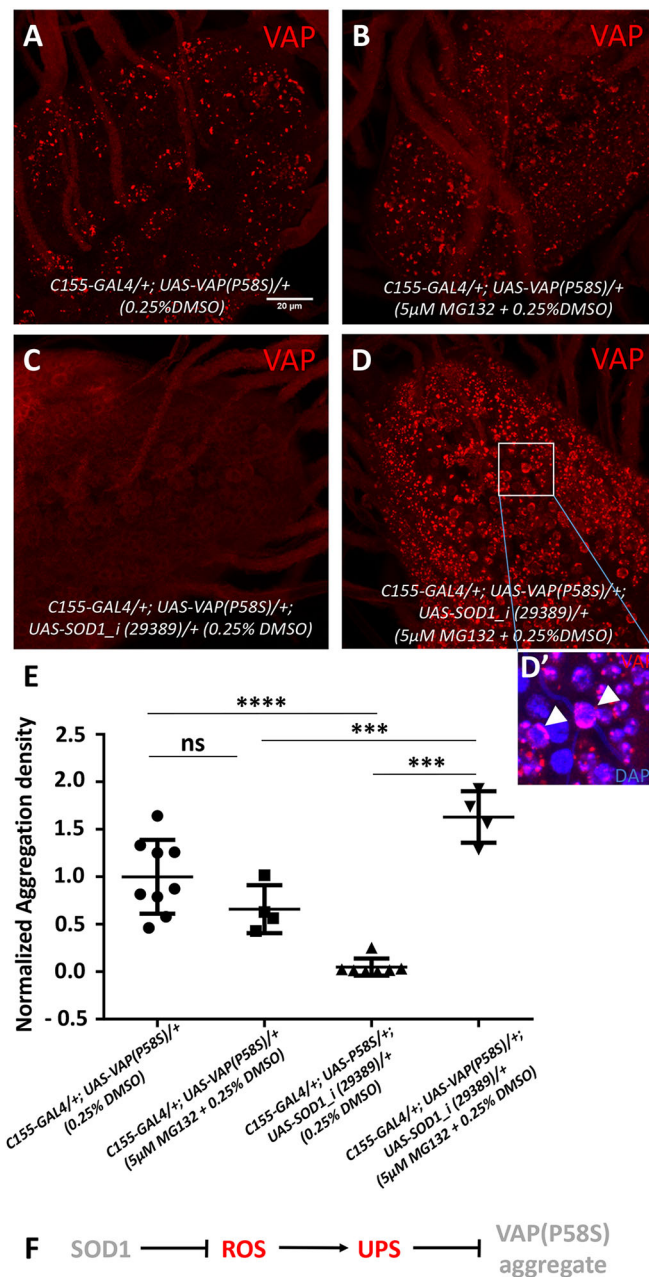 A
VAP
C155-GAL4/+; UAS-VAP(P58S)/+
(0.25%DMSO)
20 µm
B
VAP
C155-GAL4/+; UAS-VAP(P58S)/+
(5µM MG132 + 0.25%DMSO)
C
VAP
C155-GAL4/+; UAS-VAP(P58S)/+;
UAS-SOD1_i (29389)/+ (0.25% DMSO)
D
VAP
C155-GAL4/+; UAS-VAP(P58S)/+;
UAS-SOD1_i (29389)/+
(5µM MG132 + 0.25%DMSO)
D'
VAP
DAPI
E
****
ns
***
***
Normalized Aggregation density
2.5
2.0
1.5
1.0
0.5
0.0
- 0.5
C155-GAL4/+; UAS-VAP(P58S)/+
(0.25% DMSO)
C155-GAL4/+; UAS-VAP(P58S)/+
(5µM MG132 + 0.25% DMSO)
C155-GAL4/+; UAS-P58S/+;
UAS-SOD1_i (29389)/+
(0.25% DMSO)
C155-GAL4/+; UAS-VAP(P58S)/+;
UAS-SOD1_i (29389)/+
(5µM MG132 + 0.25% DMSO)
F
SOD1
ROS
UPS
VAP(P58S)
aggregate